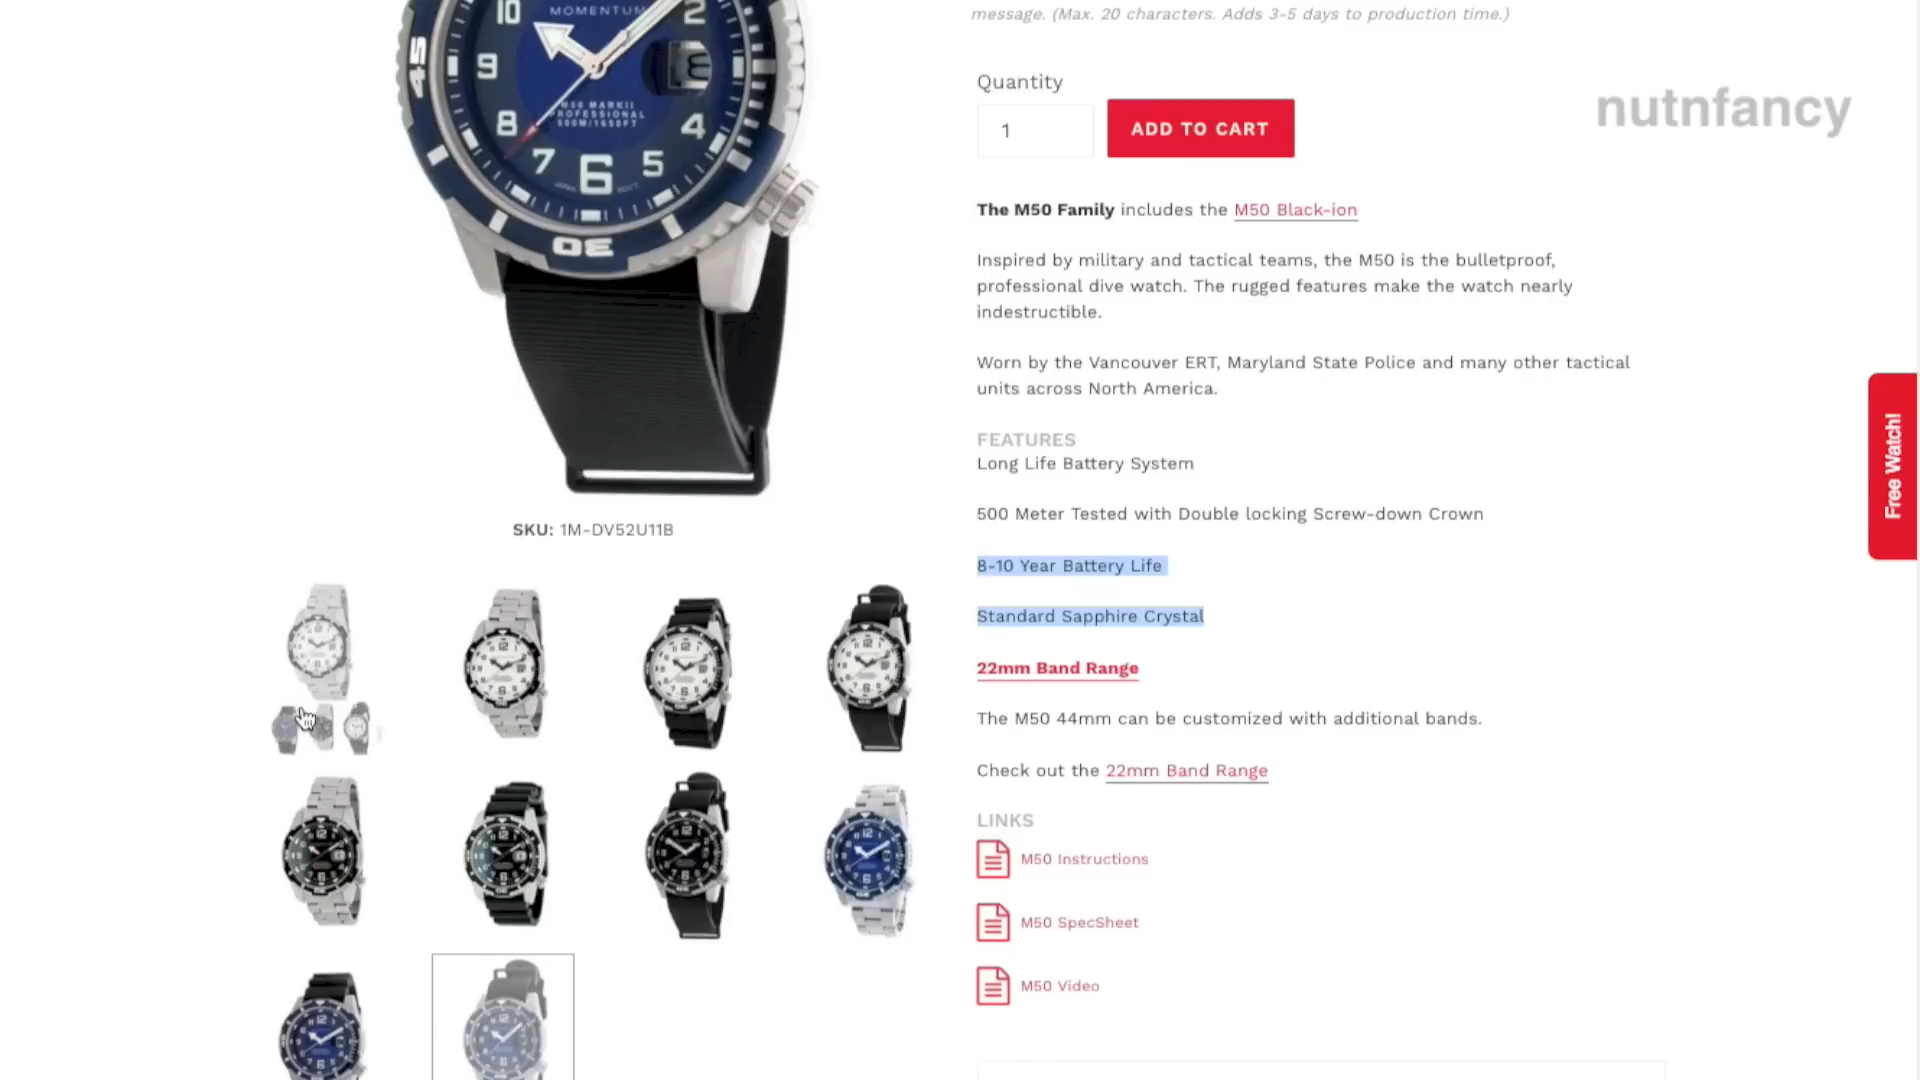 message. (Max. 20 characters. Adds 3-5 days to production time.)
Quantity
1
ADD TO CART
nutnfancy
The M50 Family includes the M50 Black-ion
Inspired by military and tactical teams, the M50 is the bulletproof,
professional dive watch. The rugged features make the watch nearly
indestructible.
Worn by the Vancouver ERT, Maryland State Police and many other tactical
units across North America.
FEATURES
Long Life Battery System
500 Meter Tested with Double locking Screw-down Crown
8-10 Year Battery Life
Standard Sapphire Crystal
22mm Band Range
The M50 44mm can be customized with additional bands.
Check out the 22mm Band Range
LINKS
M50 Instructions
M50 SpecSheet
M50 Video
Free Watch!
MOMENTUM
10
2
45
9
8
M50 MARKII
PROFESSIONAL
500M/1650FT
4
7
6
5
30
SKU: 1M-DV52U11B